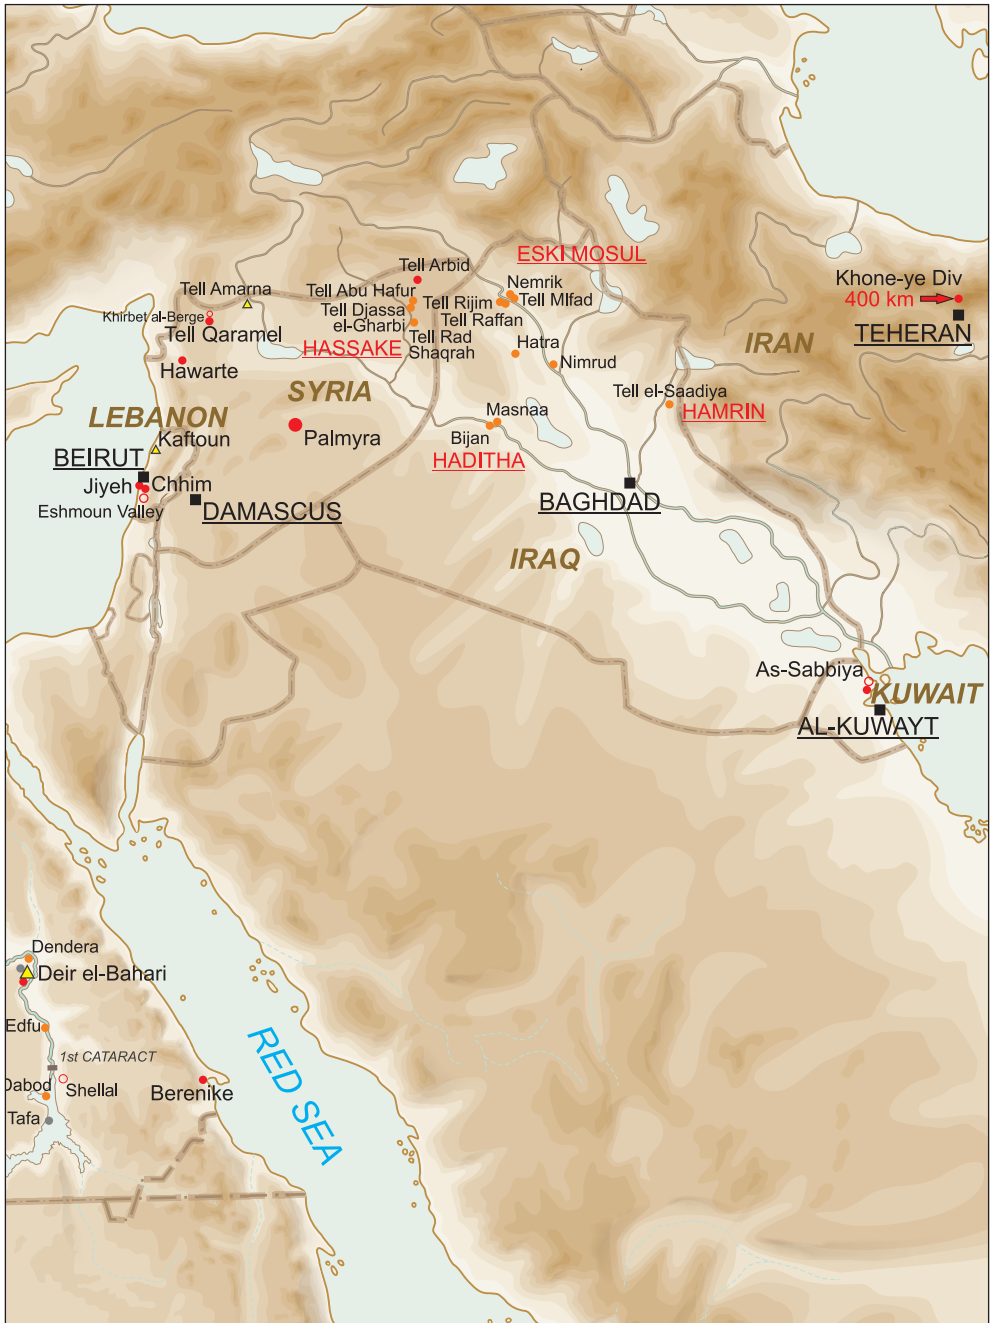 ESKI MOSUL
Tell Arbid
Khone-ye Div
400 km
TEHERAN
IRAN
Tell Amarna
Tell Abu Hafur
Nemrik
Tell Rijim
Tell Mlfad
Khirbet al-Berge
Tell Djassa
el-Gharbi
Tell Raffan
Tell Qaramel
HASSAKE
Tell Rad
Shaqrah
Hatra
Nimrud
Hawarte
SYRIA
Tell el-Saadiya
HAMRIN
LEBANON
Masnaa
Kaftoun
Palmyra
Bijan
HADITHA
BEIRUT
Jiyeh
Chhim
Eshmoun Valley
DAMASCUS
BAGHDAD
IRAQ
As-Sabbiya
KUWAIT
AL-KUWAYT
Dendera
Deir el-Bahari
Edfu
1st CATARACT
Dabod
Shellal
Berenike
Tafa
RED SEA